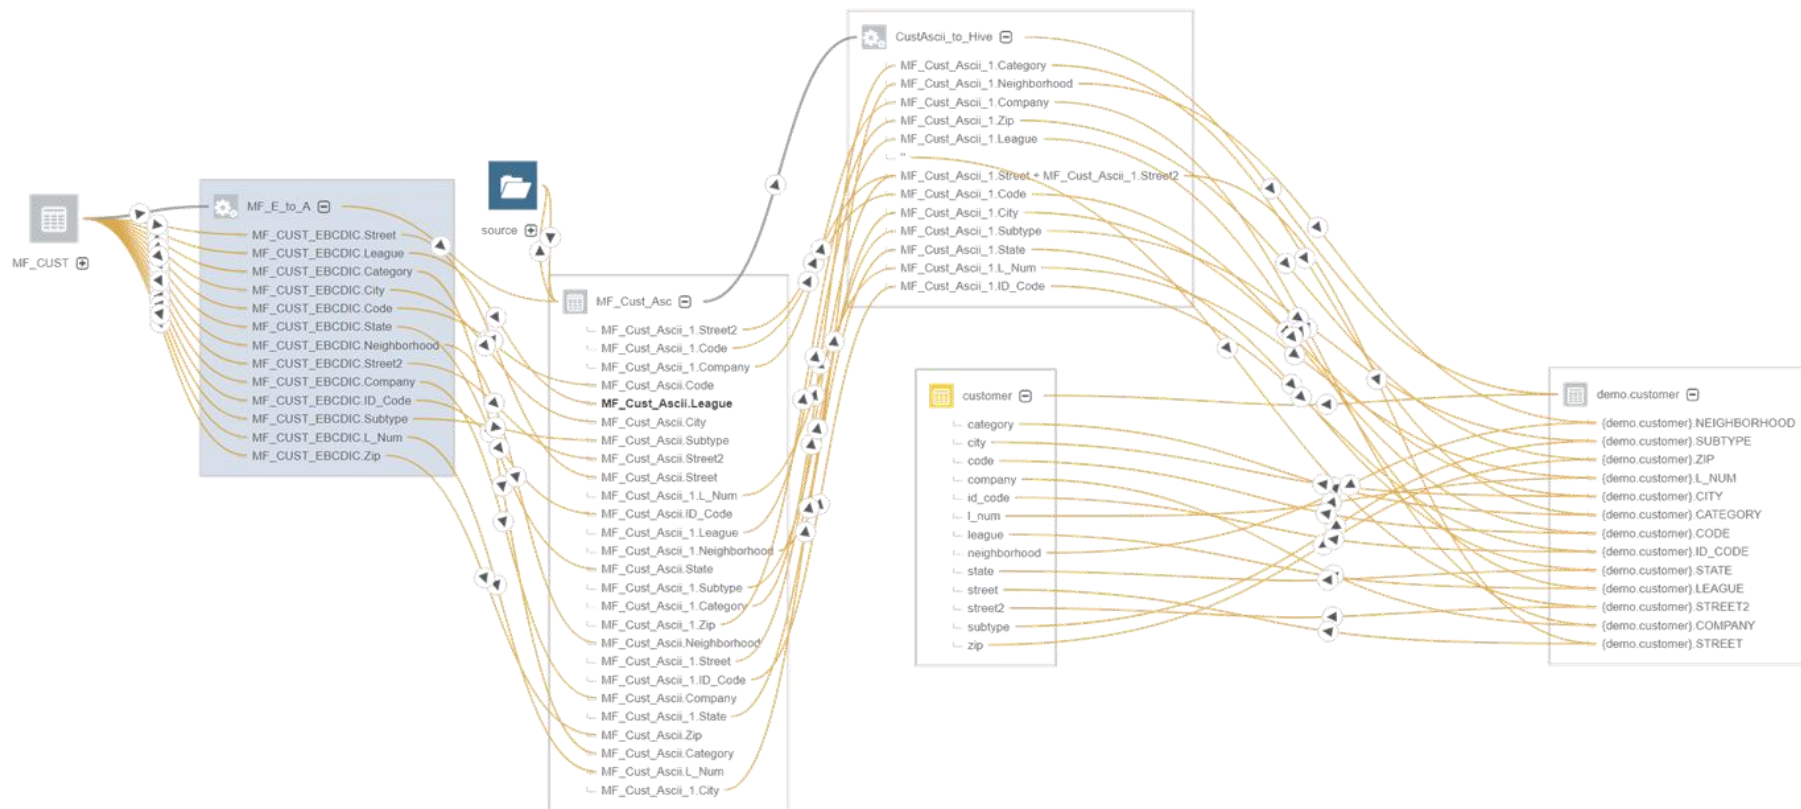 MF_CUST
MF_E_to_A
MF_CUST_EBCDIC.Street
MF_CUST_EBCDIC.League
MF_CUST_EBCDIC.Category
MF_CUST_EBCDIC.City
MF_CUST_EBCDIC.Code
MF_CUST_EBCDIC.State
MF_CUST_EBCDIC.Neighborhood
MF_CUST_EBCDIC.Street2
MF_CUST_EBCDIC.Company
MF_CUST_EBCDIC.ID_Code
MF_CUST_EBCDIC.Subtype
MF_CUST_EBCDIC.L_Num
MF_CUST_EBCDIC.Zip
source
MF_Cust_Asc
MF_Cust_Ascii_1.Street2
MF_Cust_Ascii_1.Code
MF_Cust_Ascii_1.Company
MF_Cust_Ascii.Code
MF_Cust_Ascii.League
MF_Cust_Ascii.City
MF_Cust_Ascii.Subtype
MF_Cust_Ascii.Street2
MF_Cust_Ascii.Street
MF_Cust_Ascii_1.L_Num
MF_Cust_Ascii.ID_Code
MF_Cust_Ascii_1.League
MF_Cust_Ascii_1.Neighborhood
MF_Cust_Ascii.State
MF_Cust_Ascii_1.Subtype
MF_Cust_Ascii_1.Category
MF_Cust_Ascii_1.Zip
MF_Cust_Ascii.Neighborhood
MF_Cust_Ascii_1.Street
MF_Cust_Ascii_1.ID_Code
MF_Cust_Ascii.Company
MF_Cust_Ascii_1.State
MF_Cust_Ascii.Zip
MF_Cust_Ascii.Category
MF_Cust_Ascii.L_Num
MF_Cust_Ascii_1.City
CustAscii_to_Hive
MF_Cust_Ascii_1.Category
MF_Cust_Ascii_1.Neighborhood
MF_Cust_Ascii_1.Company
MF_Cust_Ascii_1.Zip
MF_Cust_Ascii_1.League
''
MF_Cust_Ascii_1.Street + MF_Cust_Ascii_1.Street2
MF_Cust_Ascii_1.Code
MF_Cust_Ascii_1.City
MF_Cust_Ascii_1.Subtype
MF_Cust_Ascii_1.State
MF_Cust_Ascii_1.L_Num
MF_Cust_Ascii_1.ID_Code
customer
category
city
code
company
id_code
l_num
league
neighborhood
state
street
street2
subtype
zip
demo.customer
{demo.customer}.NEIGHBORHOOD
{demo.customer}.SUBTYPE
{demo.customer}.ZIP
{demo.customer}.L_NUM
{demo.customer}.CITY
{demo.customer}.CATEGORY
{demo.customer}.CODE
{demo.customer}.ID_CODE
{demo.customer}.STATE
{demo.customer}.LEAGUE
{demo.customer}.STREET2
{demo.customer}.COMPANY
{demo.customer}.STREET